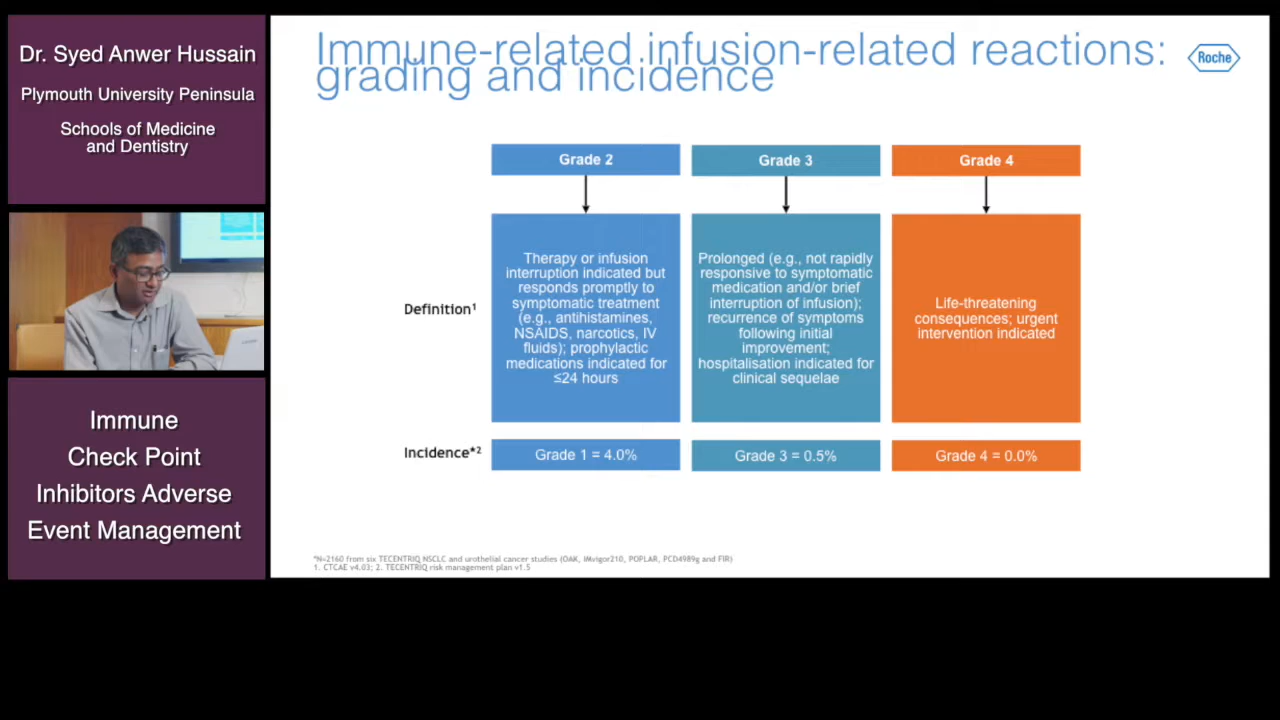 Dr. Syed Anwer Hussain
Plymouth University Peninsula
Schools of Medicine
and Dentistry
Immune
Check Point
Inhibitors Adverse
Event Management
Immune-related infusion-related reactions:
grading and incidence
Roche
Grade 2
Grade 3
Grade 4
Definition¹
Therapy or infusion
interruption indicated but
responds promptly to
symptomatic treatment
(e.g., antihistamines,
NSAIDS, narcotics, IV
fluids); prophylactic
medications indicated for
≤24 hours
Prolonged (e.g., not rapidly
responsive to symptomatic
medication and/or brief
interruption of infusion);
recurrence of symptoms
following initial
improvement;
hospitalisation indicated for
clinical sequelae
Life-threatening
consequences; urgent
intervention indicated
Incidence*²
Grade 1 = 4.0%
Grade 3 = 0.5%
Grade 4 = 0.0%
*N=2160 from six TECENTRIQ NSCLC and urothelial cancer studies (OAK, IMvigor210, POPLAR, PCD4989g and FIR)
1. CTCAE v4.03; 2. TECENTRIQ risk management plan v1.5